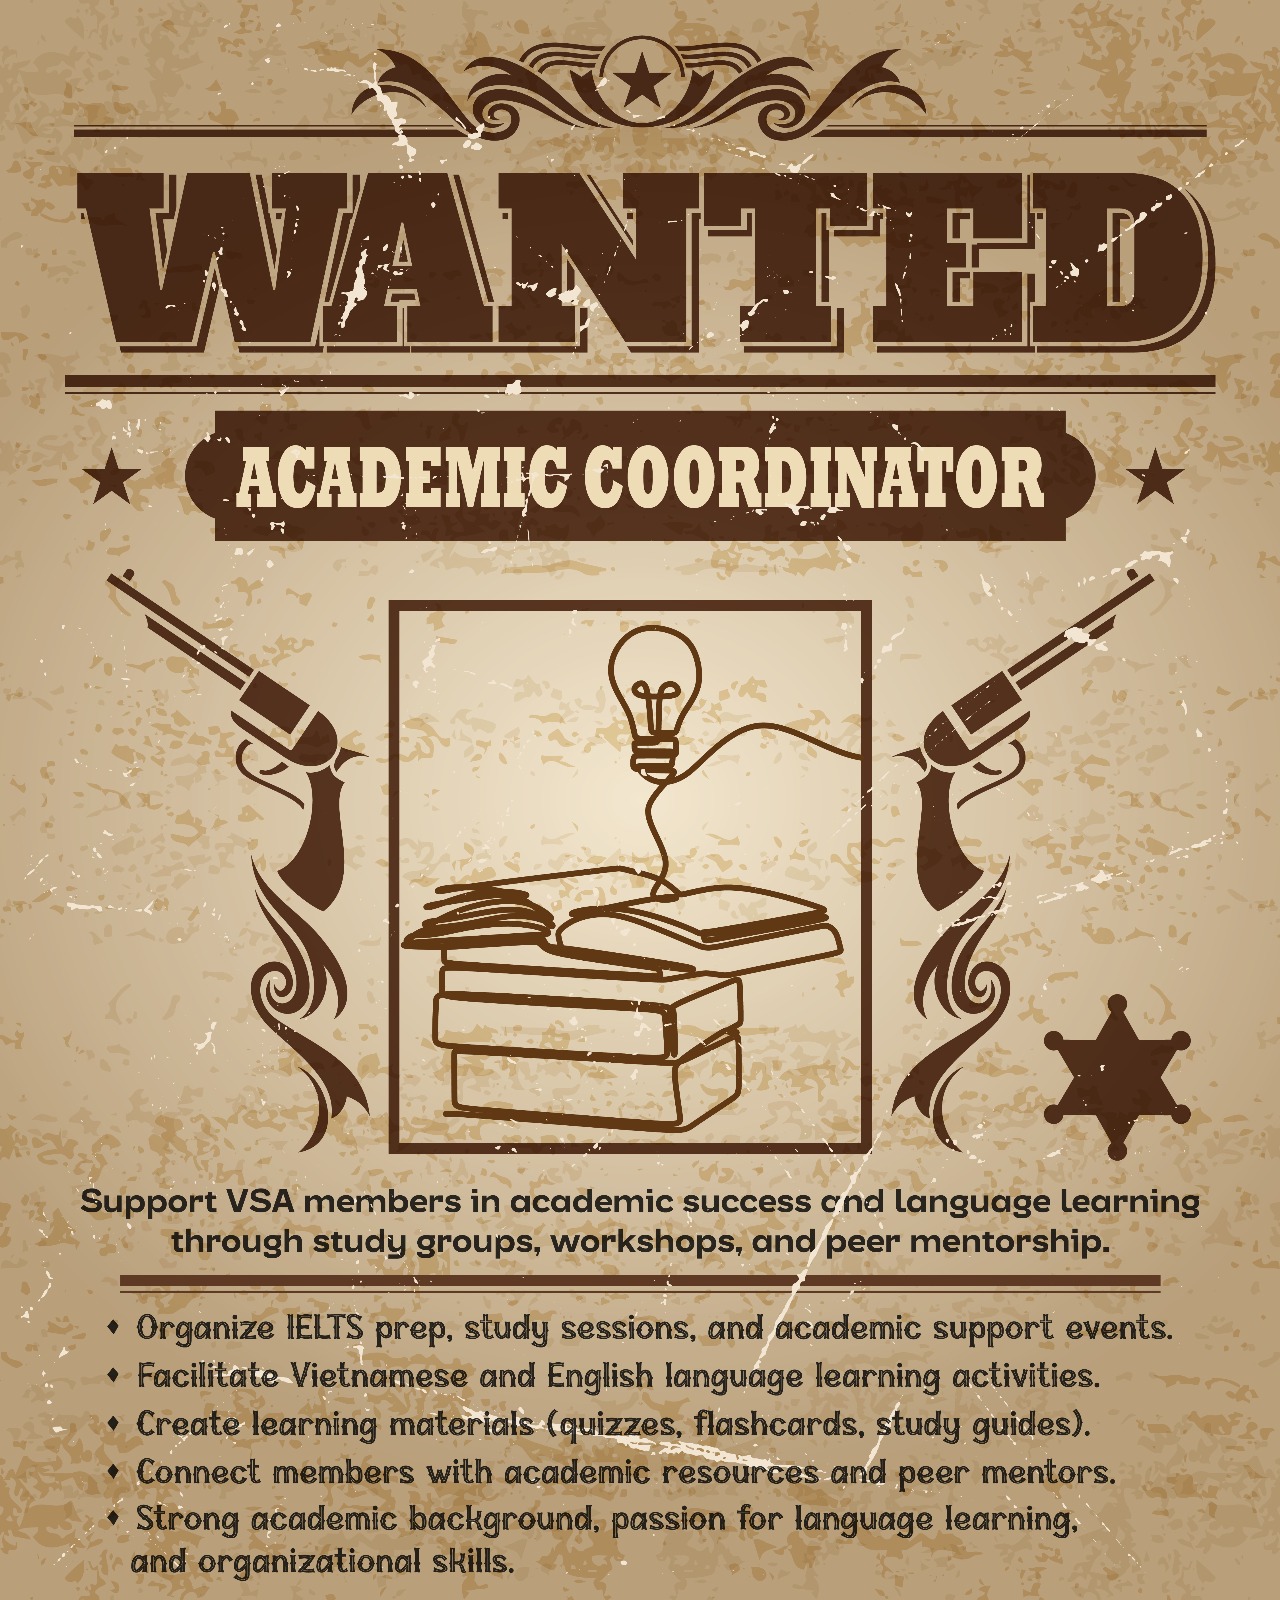 WANTED
ACADEMIC COORDINATOR
Support VSA members in academic success and language learning
through study groups, workshops, and peer mentorship.
♦ Organize IELTS prep, study sessions, and academic support events.
♦ Facilitate Vietnamese and English language learning activities.
♦ Create learning materials (quizzes, flashcards, study guides).
♦ Connect members with academic resources and peer mentors.
♦ Strong academic background, passion for language learning,
and organizational skills.